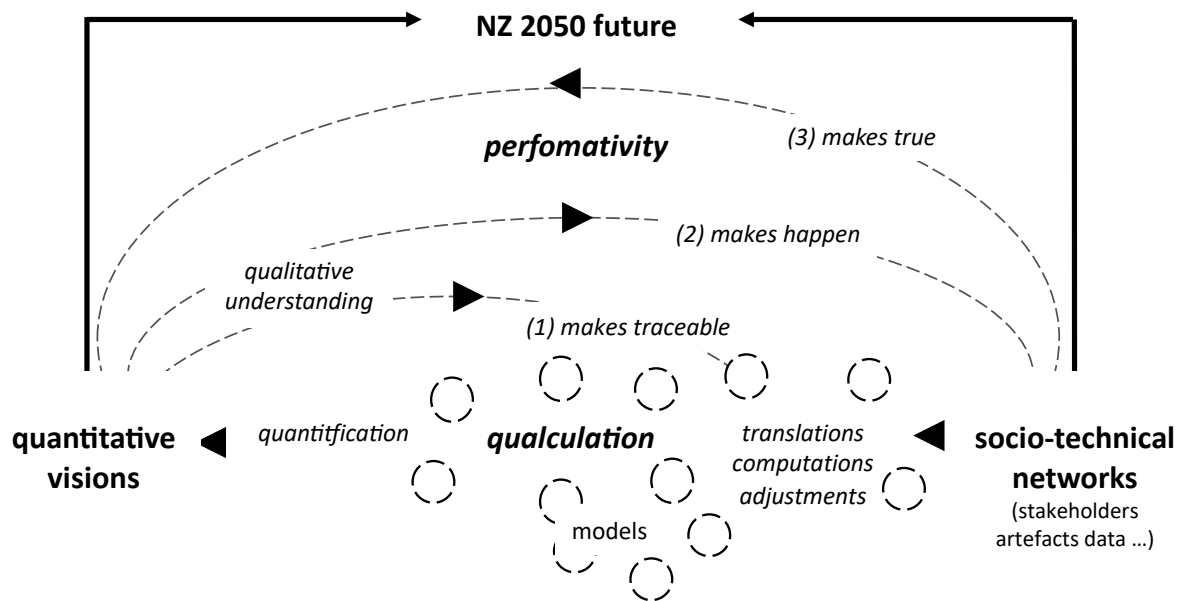 NZ 2050 future
(3) makes true
perfomativity
(2) makes happen
qualitative
understanding
(1) makes traceable
quantitative
visions
quantitfication
qualculation
translations
computations
adjustments
models
socio-technical
networks
(stakeholders
artefacts data ...)